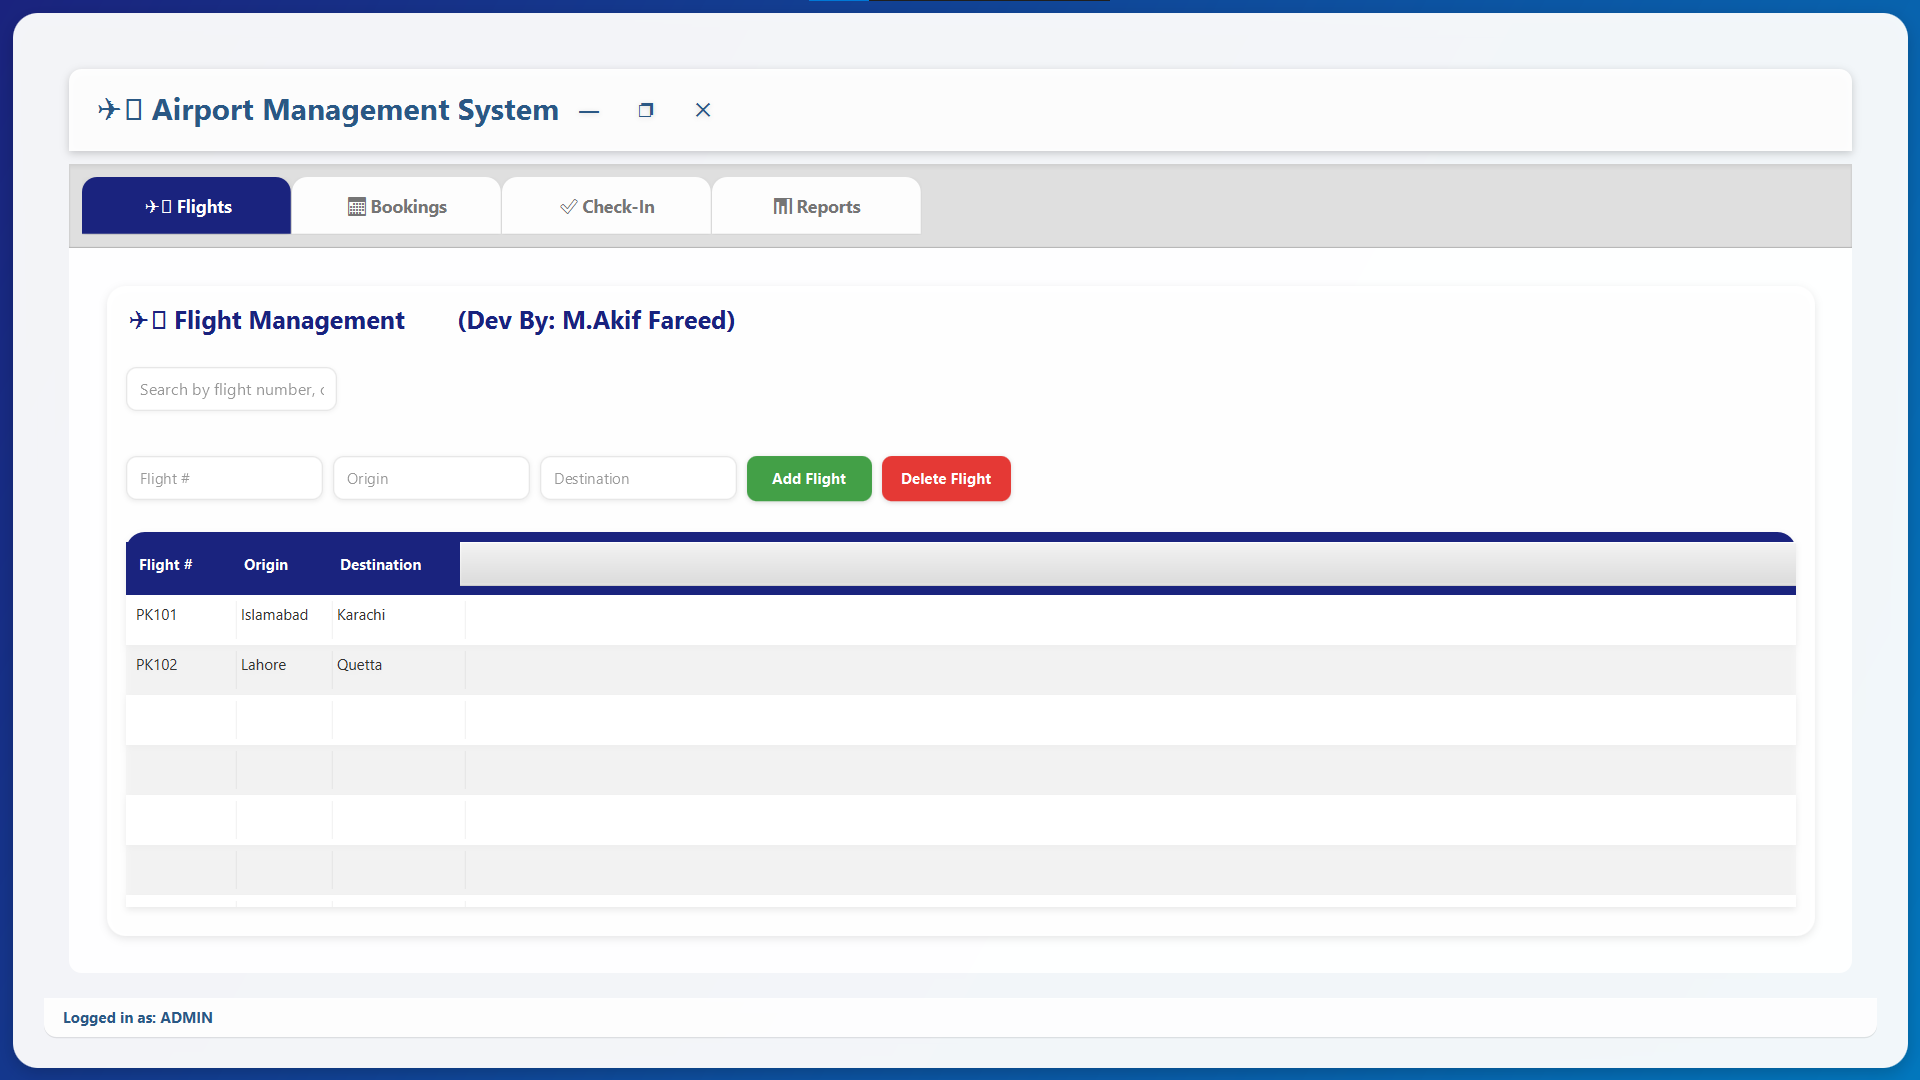 ✈▯ Airport Management System — ❐ ✕
✈▯ Flights
Bookings
Check-In
Reports
✈▯ Flight Management (Dev By: M.Akif Fareed)
Search by flight number,
Flight # Origin Destination Add Flight Delete Flight
Flight # Origin Destination
PK101 Islamabad Karachi
PK102 Lahore Quetta
Logged in as: ADMIN